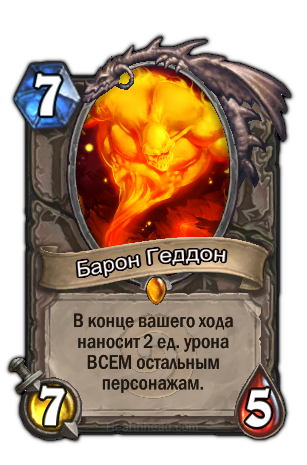 7
Барон Геддон
В конце вашего хода
наносит 2 ед. урона
ВСЕМ остальным
персонажам.
7
5